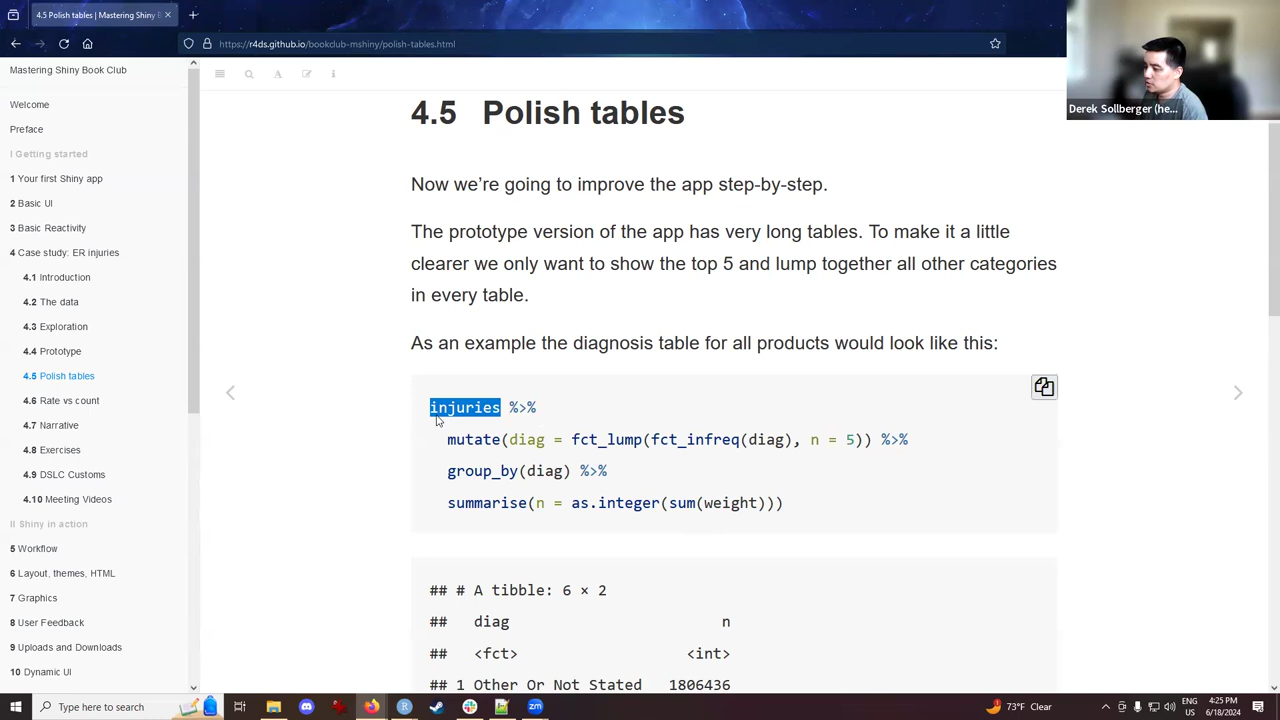 4.5 Polish tables | Mastering Shiny B
https://r4ds.github.io/bookclub-mshiny/polish-tables.html
Derek Sollberger (he...
Mastering Shiny Book Club
Welcome
Preface
I Getting started
1 Your first Shiny app
2 Basic UI
3 Basic Reactivity
4 Case study: ER injuries
4.1 Introduction
4.2 The data
4.3 Exploration
4.4 Prototype
4.5 Polish tables
4.6 Rate vs count
4.7 Narrative
4.8 Exercises
4.9 DSLC Customs
4.10 Meeting Videos
II Shiny in action
5 Workflow
6 Layout, themes, HTML
7 Graphics
8 User Feedback
9 Uploads and Downloads
10 Dynamic UI
4.5 Polish tables
Now we're going to improve the app step-by-step.
The prototype version of the app has very long tables. To make it a little
clearer we only want to show the top 5 and lump together all other categories
in every table.
As an example the diagnosis table for all products would look like this:
injuries %>%
mutate(diag = fct_lump(fct_infreq(diag), n = 5)) %>%
group_by(diag) %>%
summarise(n = as.integer(sum(weight)))
## # A tibble: 6 × 2
## diag n
## <fct> <int>
## 1 Other Or Not Stated 1806436
Type here to search
73°F Clear
ENG
US
4:25 PM
6/18/2024